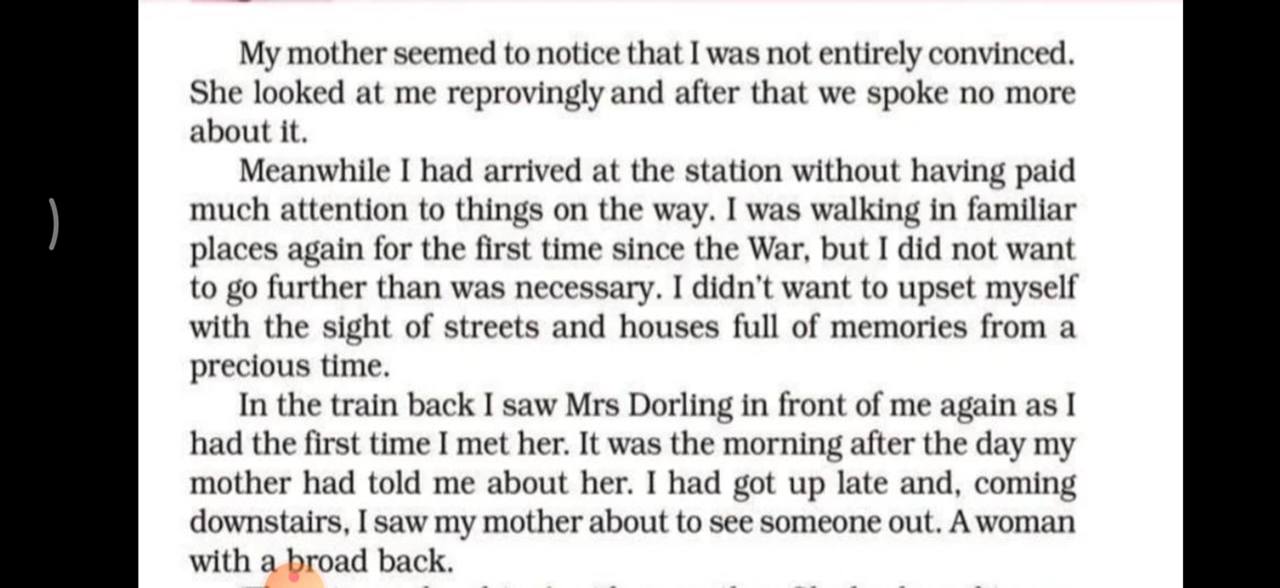 My mother seemed to notice that I was not entirely convinced.
She looked at me reprovingly and after that we spoke no more
about it.
Meanwhile I had arrived at the station without having paid
much attention to things on the way. I was walking in familiar
places again for the first time since the War, but I did not want
to go further than was necessary. I didn't want to upset myself
with the sight of streets and houses full of memories from a
precious time.
In the train back I saw Mrs Dorling in front of me again as I
had the first time I met her. It was the morning after the day my
mother had told me about her. I had got up late and, coming
downstairs, I saw my mother about to see someone out. A woman
with a broad back.